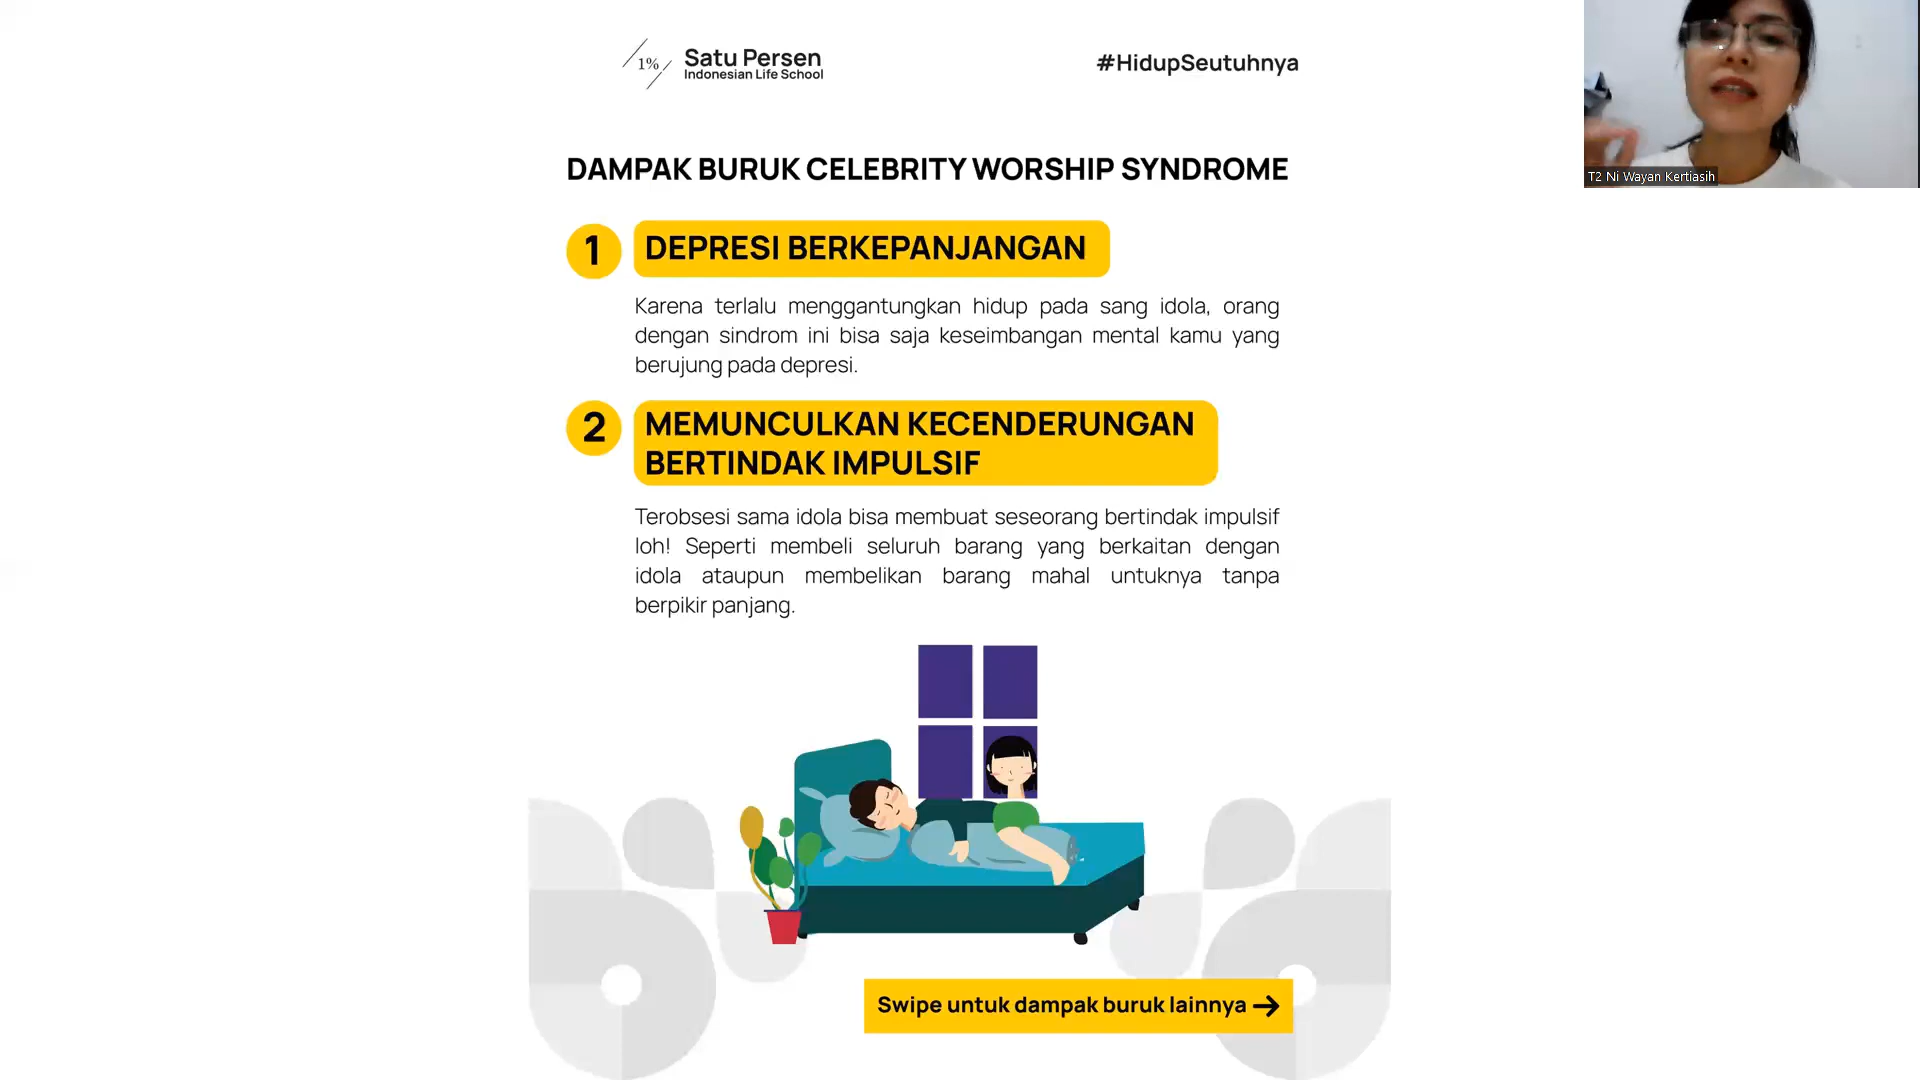 1%
Satu Persen
Indonesian Life School
#HidupSeutuhnya
T2 Ni Wayan Kertiasih
DAMPAK BURUK CELEBRITY WORSHIP SYNDROME
1
DEPRESI BERKEPANJANGAN
Karena terlalu menggantungkan hidup pada sang idola, orang
dengan sindrom ini bisa saja keseimbangan mental kamu yang
berujung pada depresi.
2
MEMUNCULKAN KECENDERUNGAN
BERTINDAK IMPULSIF
Terobsesi sama idola bisa membuat seseorang bertindak impulsif
loh! Seperti membeli seluruh barang yang berkaitan dengan
idola ataupun membelikan barang mahal untuknya tanpa
berpikir panjang.
Swipe untuk dampak buruk lainnya